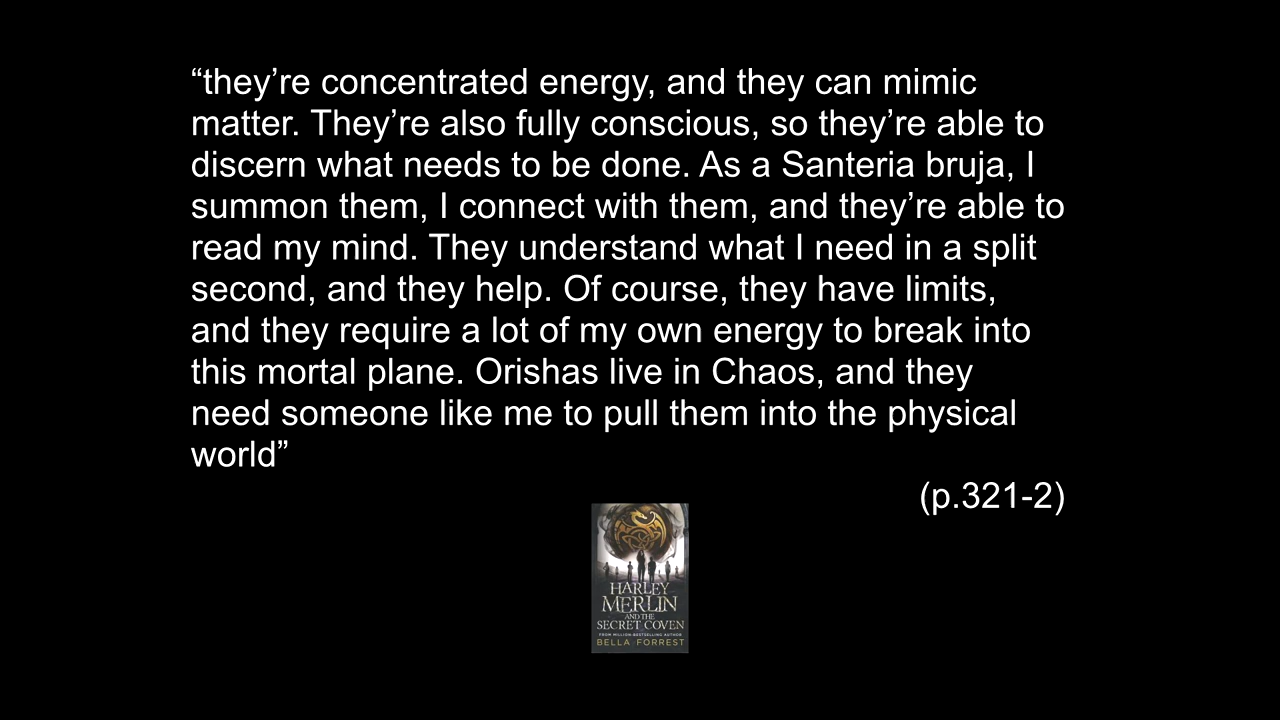 “they’re concentrated energy, and they can mimic
matter. They’re also fully conscious, so they’re able to
discern what needs to be done. As a Santeria bruja, I
summon them, I connect with them, and they’re able to
read my mind. They understand what I need in a split
second, and they help. Of course, they have limits,
and they require a lot of my own energy to break into
this mortal plane. Orishas live in Chaos, and they
need someone like me to pull them into the physical
world”
(p.321-2)
HARLEY
MERLIN
AND THE
SECRET COVEN
FROM MILLION-BESTSELLING AUTHOR
BELLA FORREST